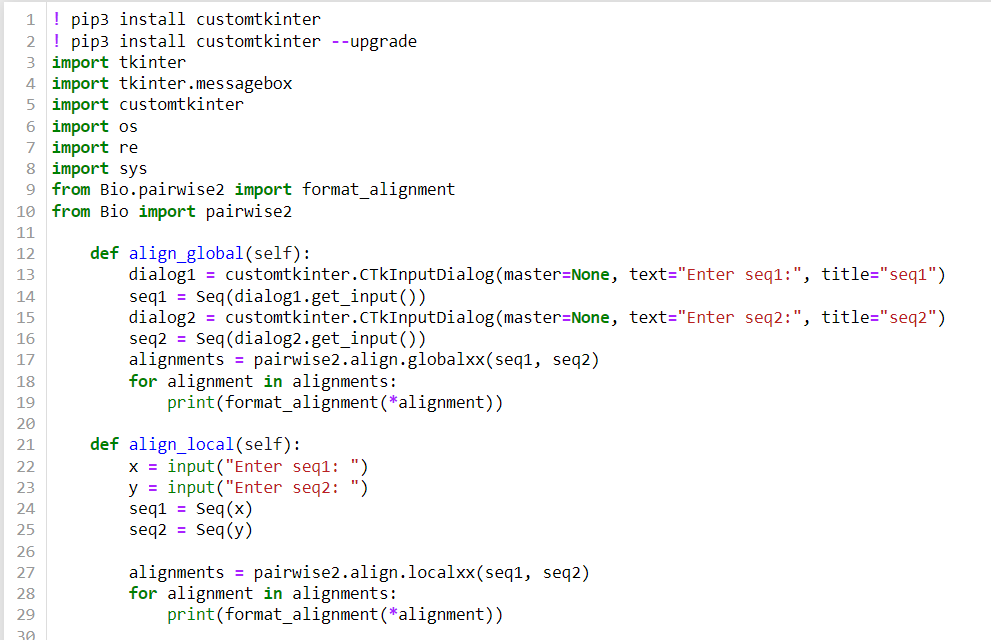 1 ! pip3 install customtkinter
2 ! pip3 install customtkinter --upgrade
3 import tkinter
4 import tkinter.messagebox
5 import customtkinter
6 import os
7 import re
8 import sys
9 from Bio.pairwise2 import format_alignment
10 from Bio import pairwise2
11
12     def align_global(self):
13         dialog1 = customtkinter.CTkInputDialog(master=None, text="Enter seq1:", title="seq1")
14         seq1 = Seq(dialog1.get_input())
15         dialog2 = customtkinter.CTkInputDialog(master=None, text="Enter seq2:", title="seq2")
16         seq2 = Seq(dialog2.get_input())
17         alignments = pairwise2.align.globalxx(seq1, seq2)
18         for alignment in alignments:
19             print(format_alignment(*alignment))
20
21     def align_local(self):
22         x = input("Enter seq1: ")
23         y = input("Enter seq2: ")
24         seq1 = Seq(x)
25         seq2 = Seq(y)
26
27         alignments = pairwise2.align.localxx(seq1, seq2)
28         for alignment in alignments:
29             print(format_alignment(*alignment))
30